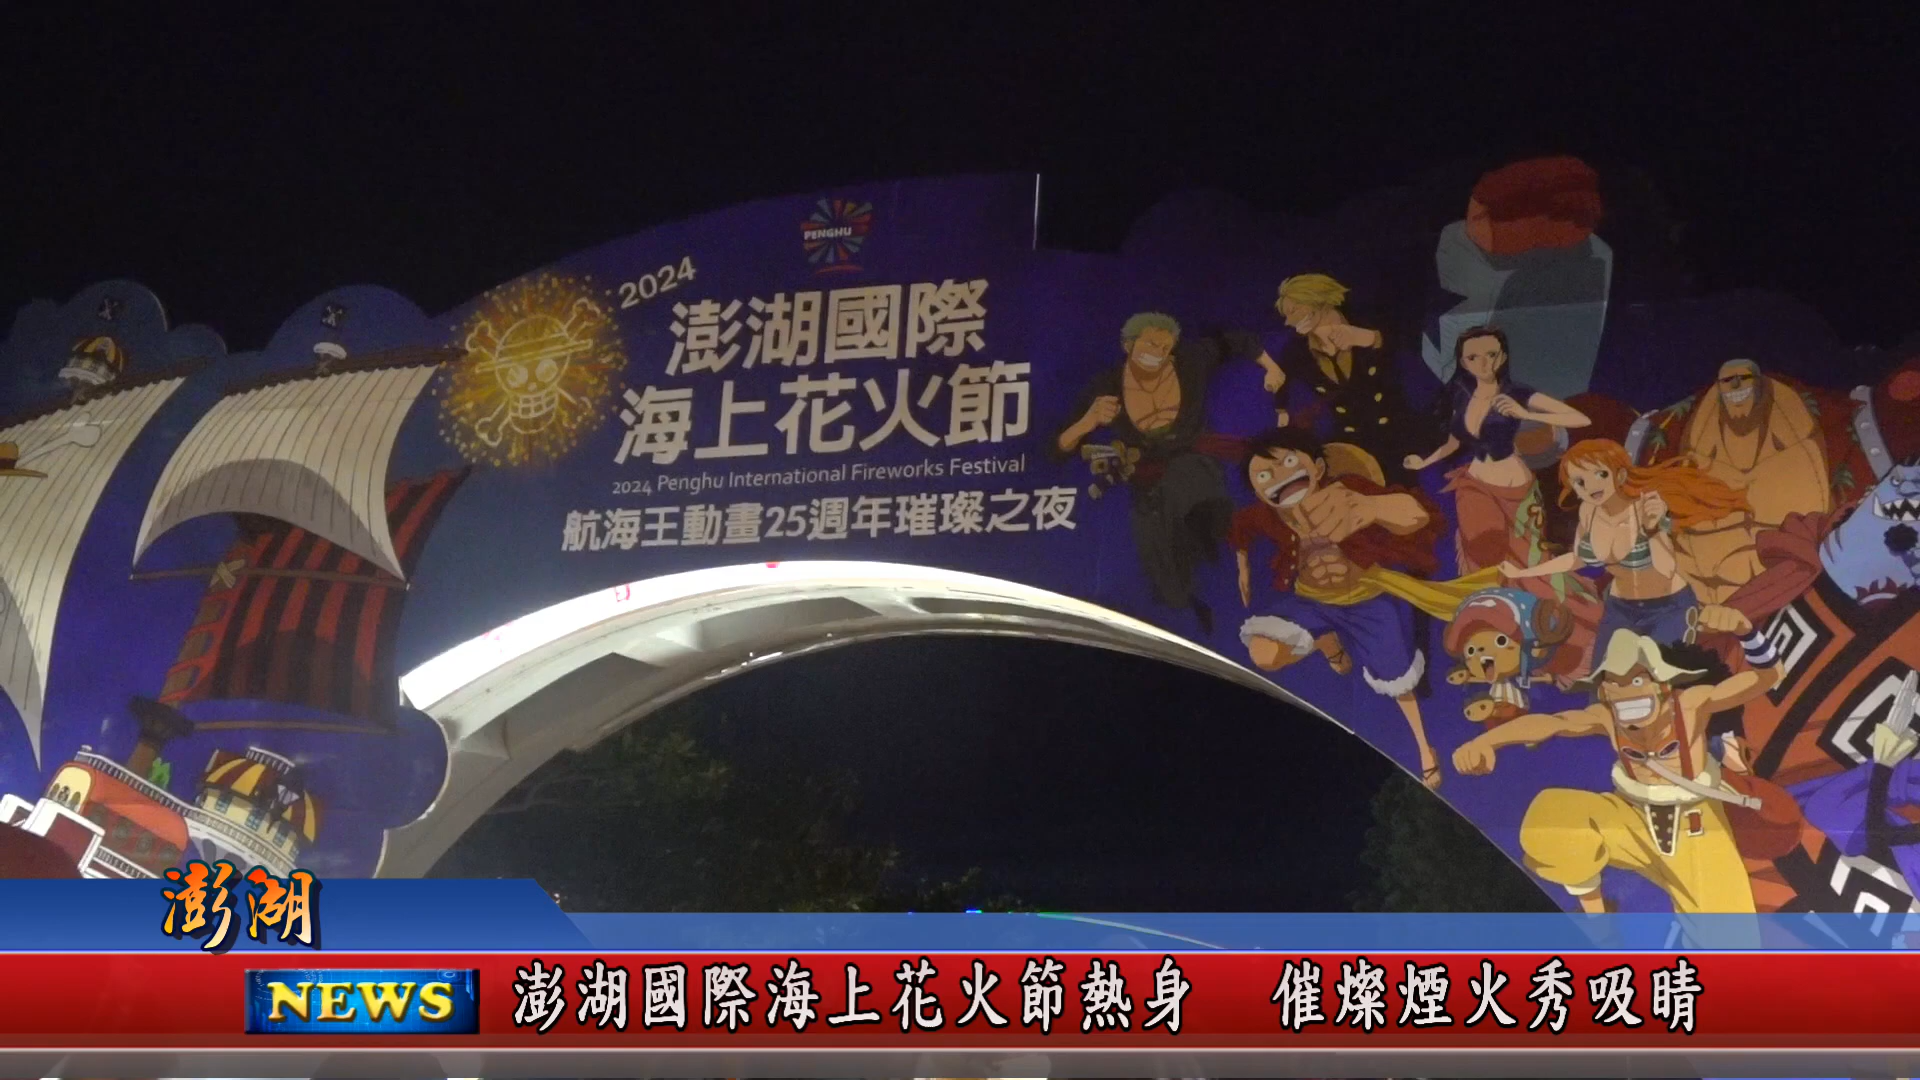 PENGHU
2024
澎湖國際
海上花火節
2024 Penghu International Fireworks Festival
航海王動畫25週年璀璨之夜
澎湖
NEWS 澎湖國際海上花火節熱身 催燦煙火秀吸睛